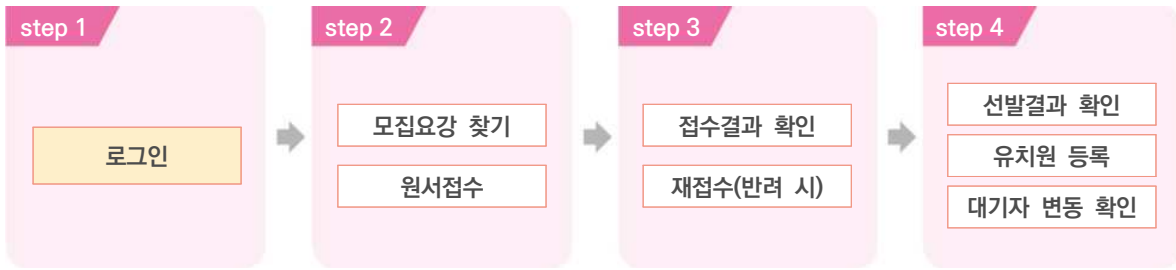 step 1
로그인
step 2
모집요강 찾기
원서접수
step 3
접수결과 확인
재접수(반려 시)
step 4
선발결과 확인
유치원 등록
대기자 변동 확인